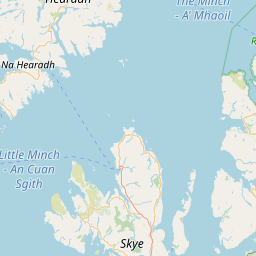 Hearadh
The Minch
- A' Mhaoil
Na Hearadh
Little Minch
- An Cuan
Sgith
Skye